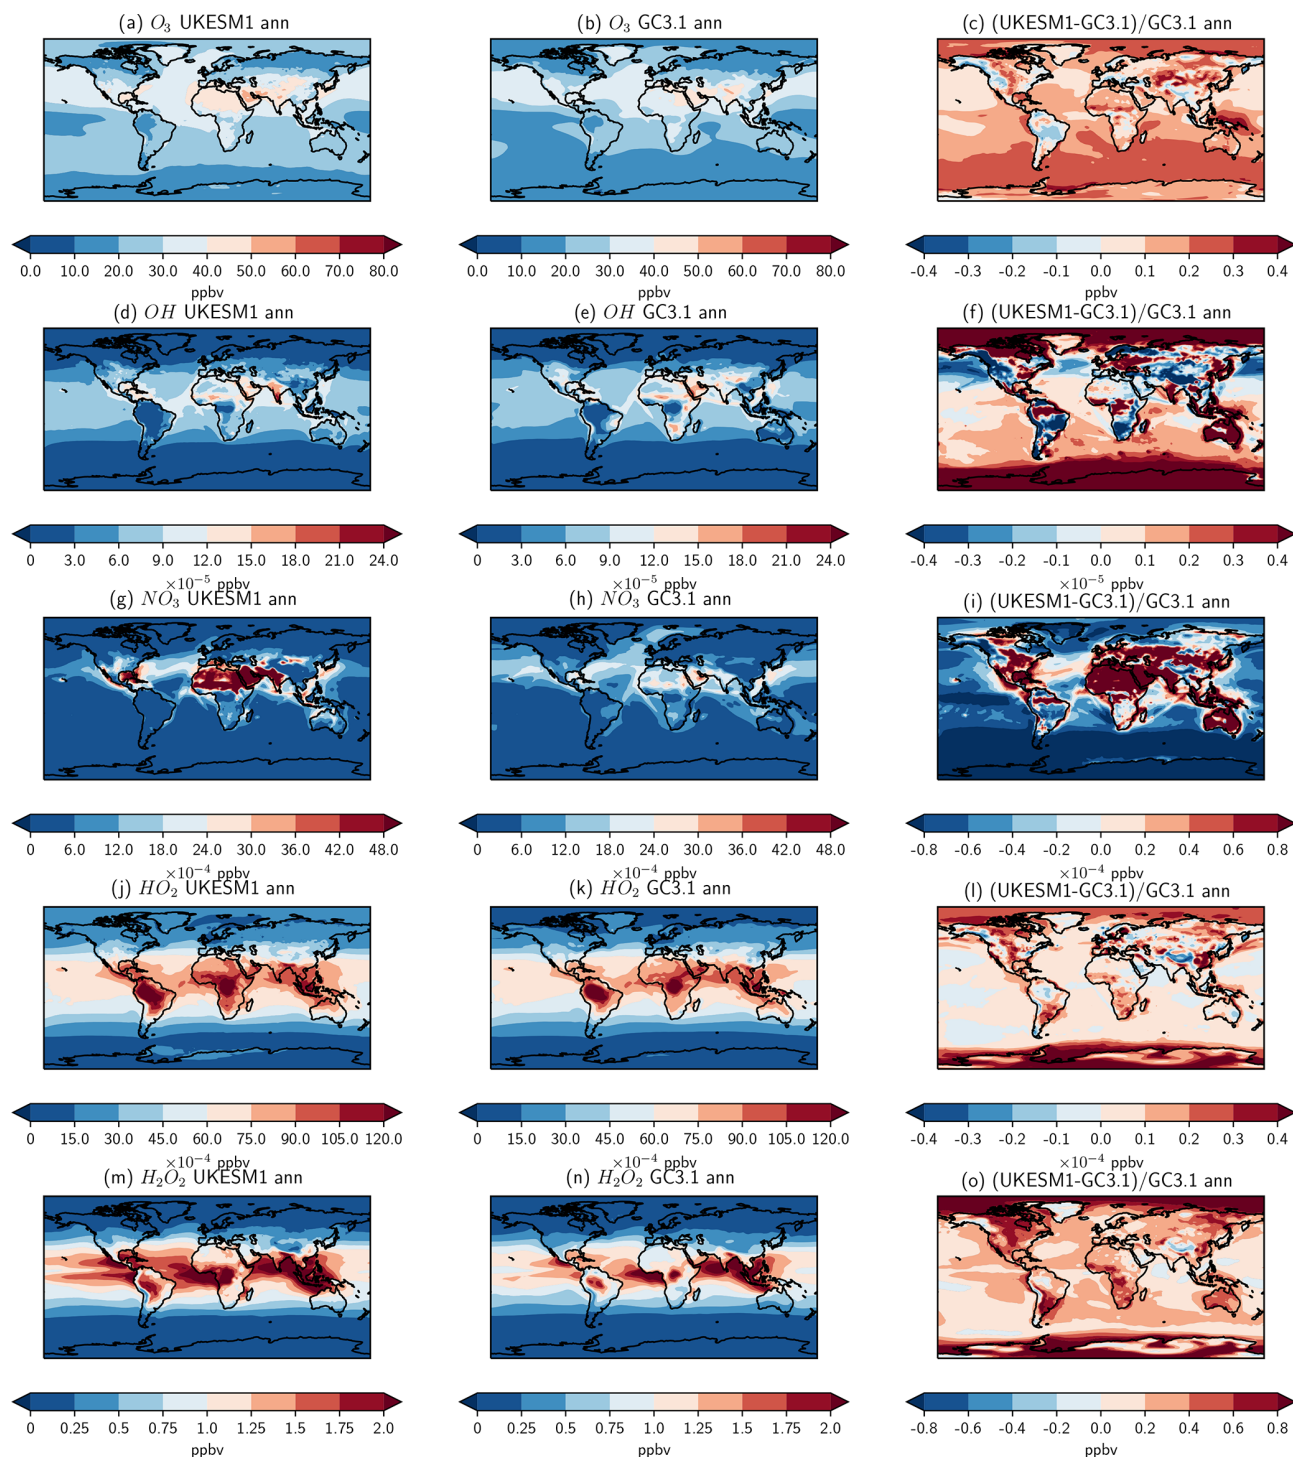 (a) O₃ UKESM1 ann (b) O₃ GC3.1 ann (c) (UKESM1-GC3.1)/GC3.1 ann
0.0 10.0 20.0 30.0 40.0 50.0 60.0 70.0 80.0 0.0 10.0 20.0 30.0 40.0 50.0 60.0 70.0 80.0 -0.4 -0.3 -0.2 -0.1 0.0 0.1 0.2 0.3 0.4
ppbv ppbv ppbv
(d) OH UKESM1 ann (e) OH GC3.1 ann (f) (UKESM1-GC3.1)/GC3.1 ann
0 3.0 6.0 9.0 12.0 15.0 18.0 21.0 24.0 0 3.0 6.0 9.0 12.0 15.0 18.0 21.0 24.0 -0.4 -0.3 -0.2 -0.1 0.0 0.1 0.2 0.3 0.4
×10⁻⁵ ppbv ×10⁻⁵ ppbv ×10⁻⁵ ppbv
(g) NO₃ UKESM1 ann (h) NO₃ GC3.1 ann (i) (UKESM1-GC3.1)/GC3.1 ann
0 6.0 12.0 18.0 24.0 30.0 36.0 42.0 48.0 0 6.0 12.0 18.0 24.0 30.0 36.0 42.0 48.0 -0.8 -0.6 -0.4 -0.2 0.0 0.2 0.4 0.6 0.8
×10⁻⁴ ppbv ×10⁻⁴ ppbv ×10⁻⁴ ppbv
(j) HO₂ UKESM1 ann (k) HO₂ GC3.1 ann (l) (UKESM1-GC3.1)/GC3.1 ann
0 15.0 30.0 45.0 60.0 75.0 90.0 105.0 120.0 0 15.0 30.0 45.0 60.0 75.0 90.0 105.0 120.0 -0.4 -0.3 -0.2 -0.1 0.0 0.1 0.2 0.3 0.4
×10⁻⁴ ppbv ×10⁻⁴ ppbv ×10⁻⁴ ppbv
(m) H₂O₂ UKESM1 ann (n) H₂O₂ GC3.1 ann (o) (UKESM1-GC3.1)/GC3.1 ann
0 0.25 0.5 0.75 1.0 1.25 1.5 1.75 2.0 0 0.25 0.5 0.75 1.0 1.25 1.5 1.75 2.0 -0.8 -0.6 -0.4 -0.2 0.0 0.2 0.4 0.6 0.8
ppbv ppbv ppbv